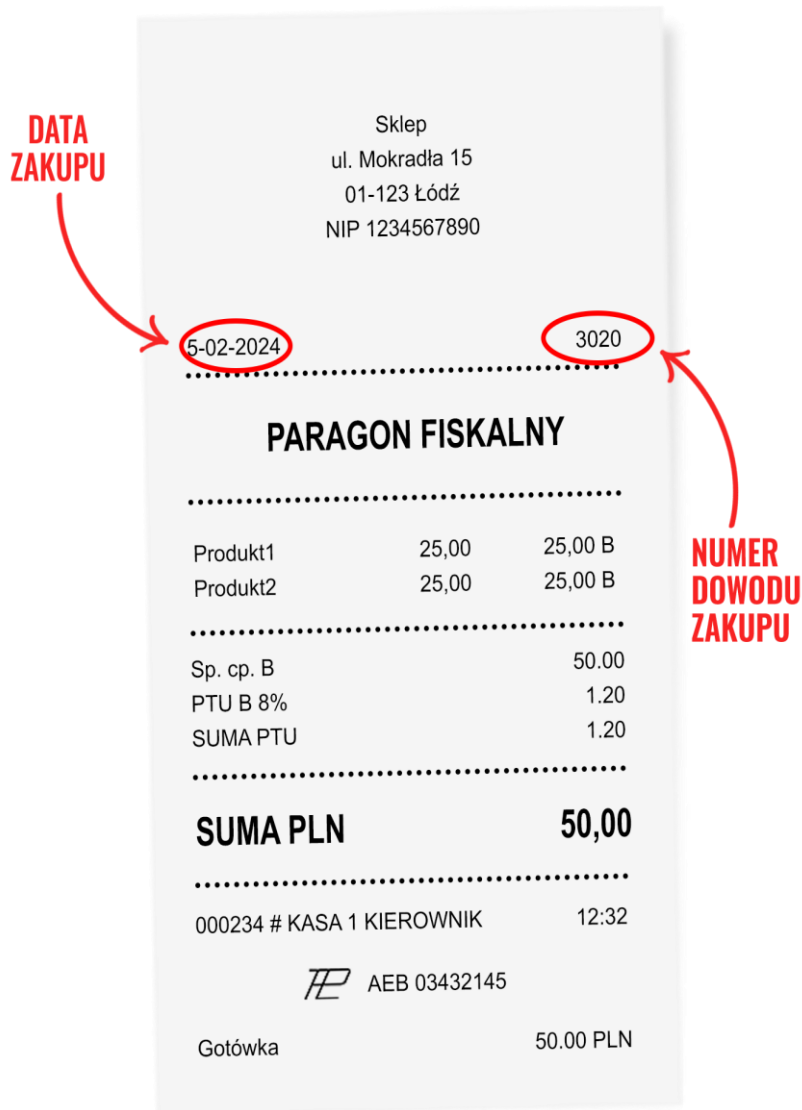 DATA
ZAKUPU
Sklep
ul. Mokradła 15
01-123 Łódź
NIP 1234567890
5-02-2024 3020
PARAGON FISKALNY
Produkt1 25,00 25,00 B
Produkt2 25,00 25,00 B
NUMER
DOWODU
ZAKUPU
Sp. cp. B 50.00
PTU B 8% 1.20
SUMA PTU 1.20
SUMA PLN 50,00
000234 # KASA 1 KIEROWNIK 12:32
PL AEB 03432145
Gotówka 50.00 PLN